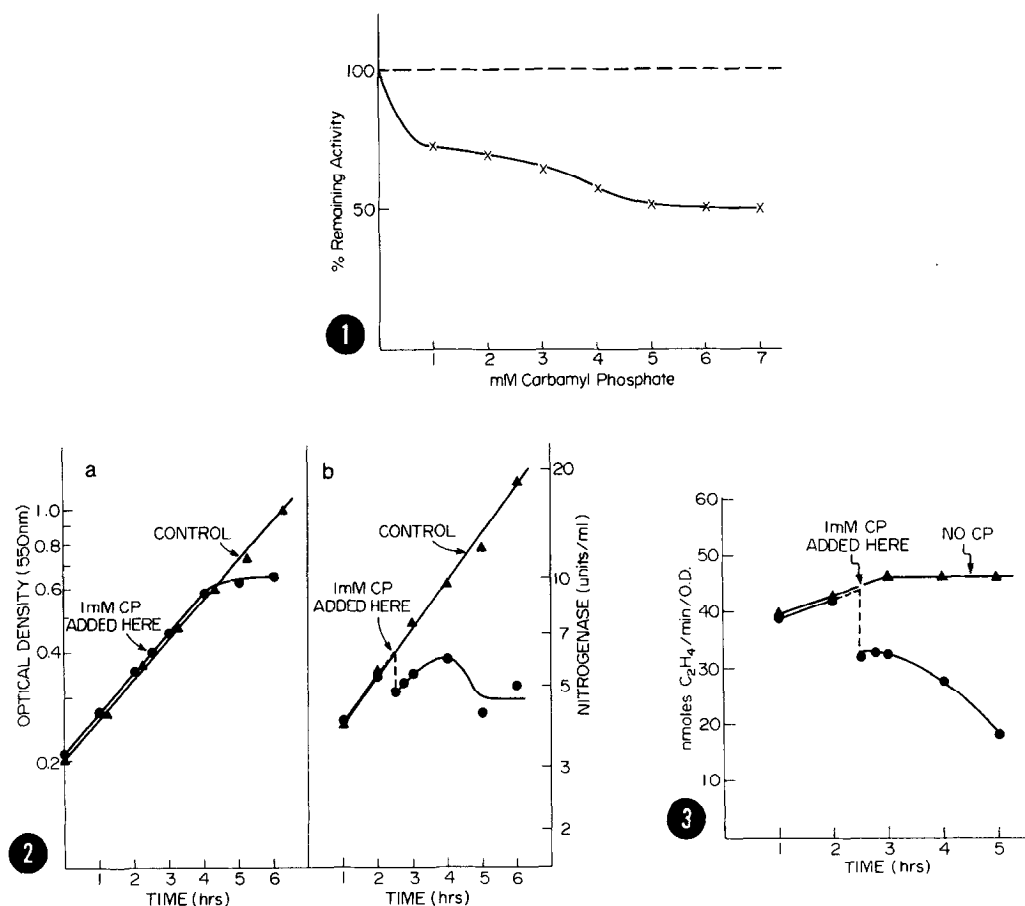 100
50
% Remaining Activity
1 2 3 4 5 6 7
mM Carbamyl Phosphate
1
a
1.0
0.8
0.6
0.4
0.2
OPTICAL DENSITY (550nm)
CONTROL
1mM CP
ADDED HERE
1 2 3 4 5 6
TIME (hrs)
2
b
CONTROL
1mM CP
ADDED HERE
20
10
7
5
3
2
NITROGENASE (units/ml)
1 2 3 4 5 6
TIME (hrs)
60
50
40
30
20
10
nmoles C₂H₄/min/O.D.
1mM CP
ADDED HERE
NO CP
1 2 3 4 5
TIME (hrs)
3